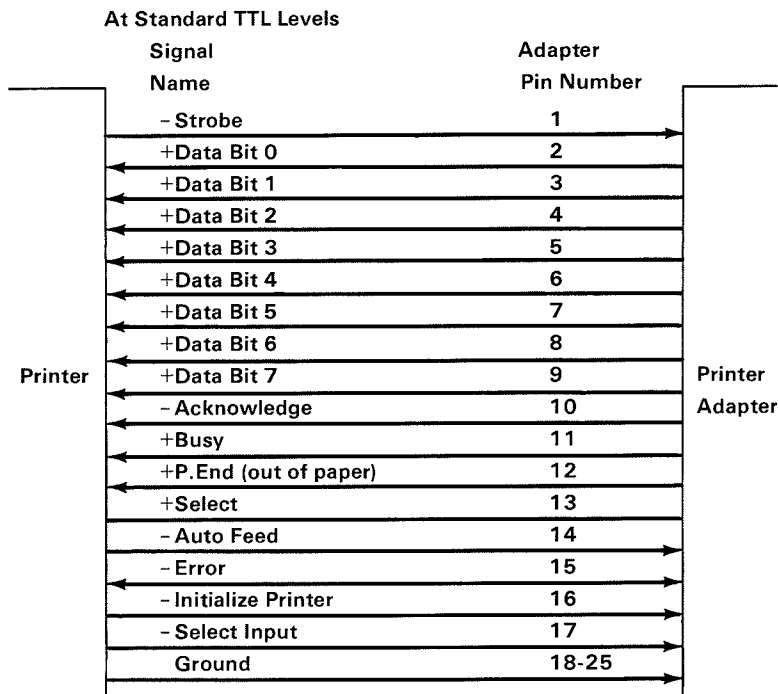 At Standard TTL Levels
Signal Adapter
Name Pin Number
– Strobe 1
+Data Bit 0 2
+Data Bit 1 3
+Data Bit 2 4
+Data Bit 3 5
+Data Bit 4 6
+Data Bit 5 7
+Data Bit 6 8
Printer +Data Bit 7 9 Printer
– Acknowledge 10 Adapter
+Busy 11
+P.End (out of paper) 12
+Select 13
– Auto Feed 14
– Error 15
– Initialize Printer 16
– Select Input 17
Ground 18-25